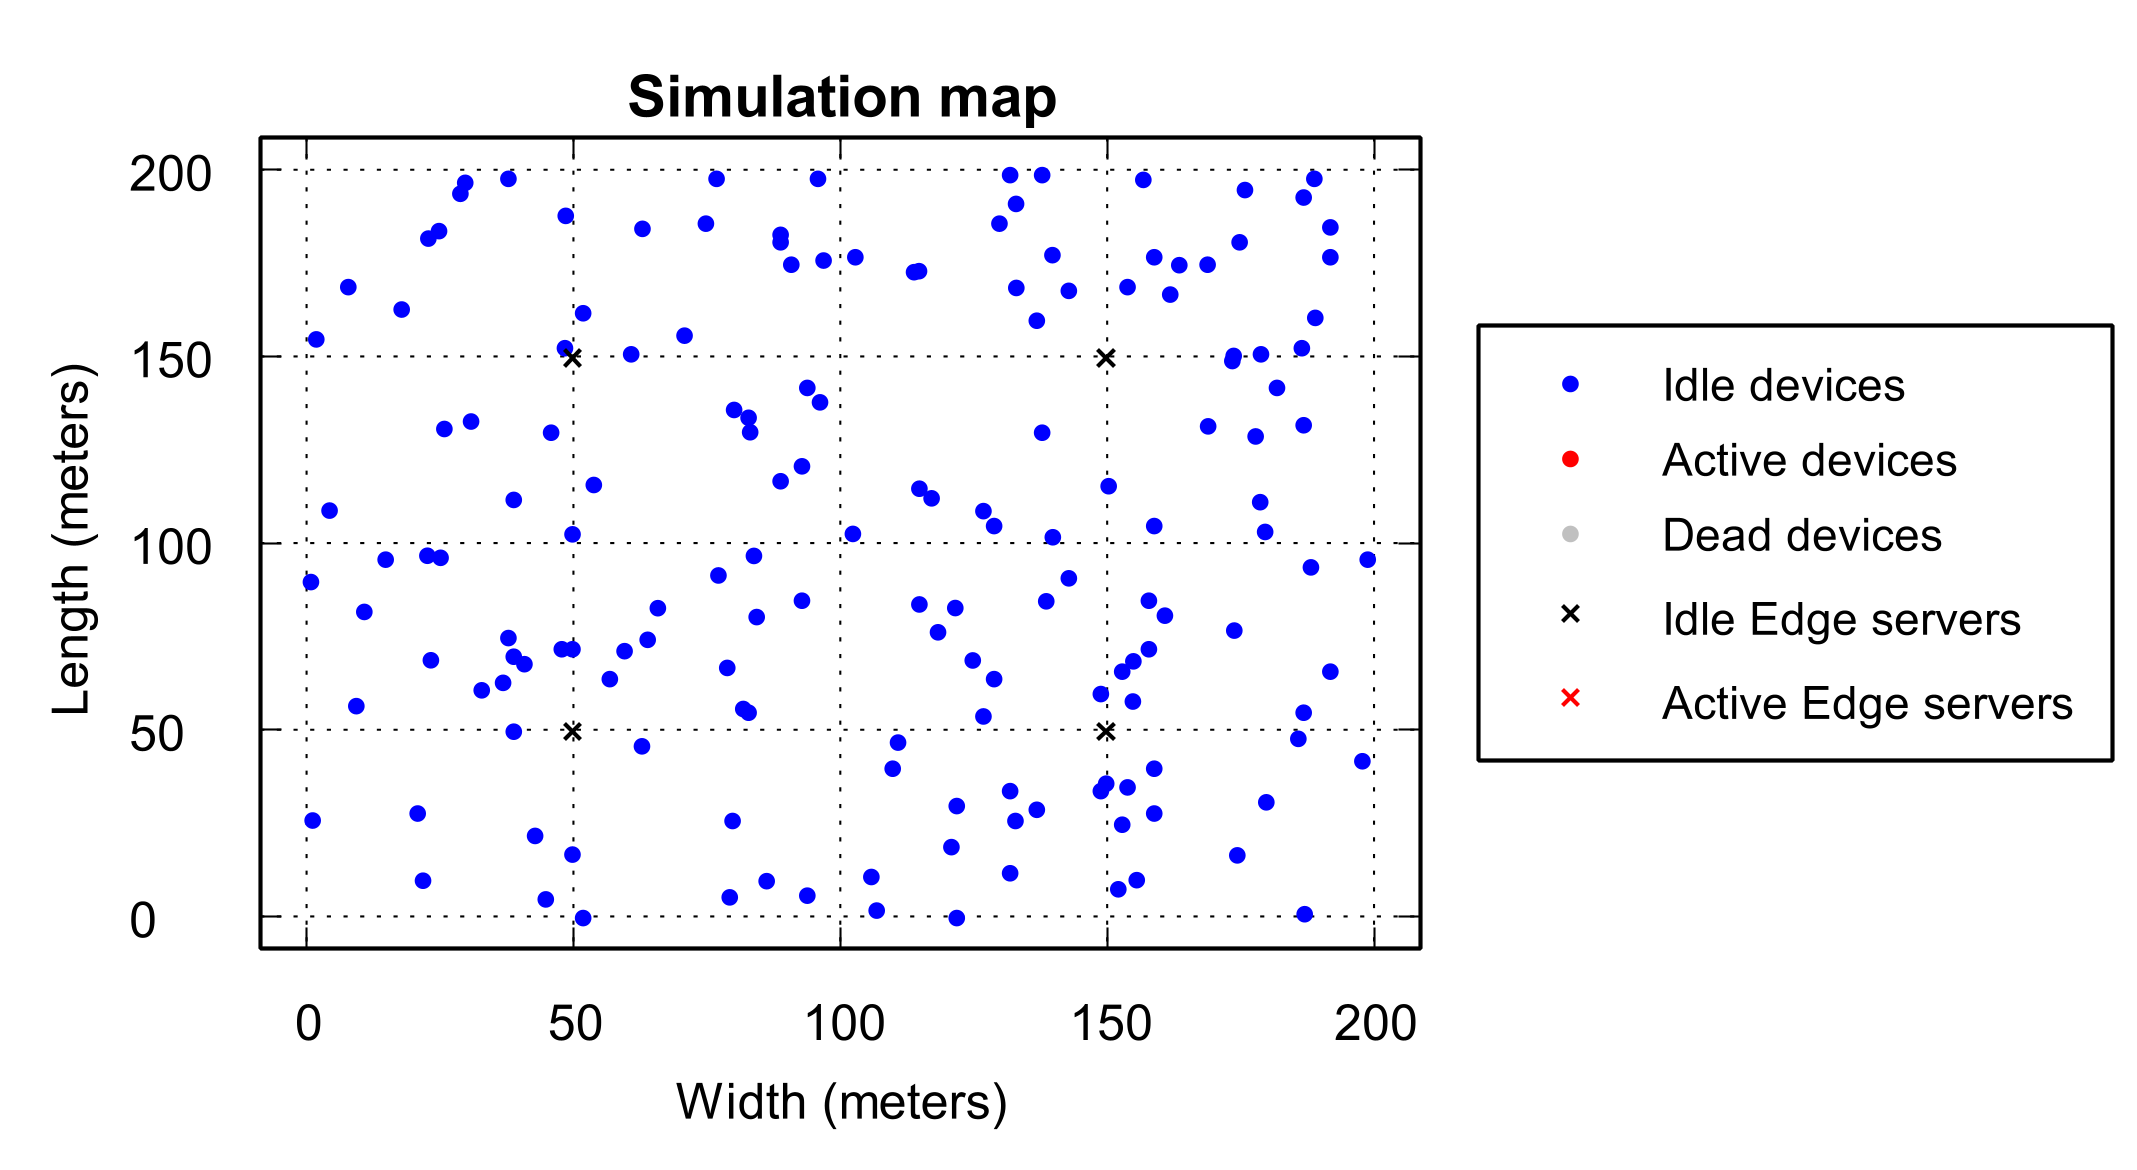 Simulation map
200
150
100
50
0
Length (meters)
0 50 100 150 200
Width (meters)
Idle devices
Active devices
Dead devices
Idle Edge servers
Active Edge servers